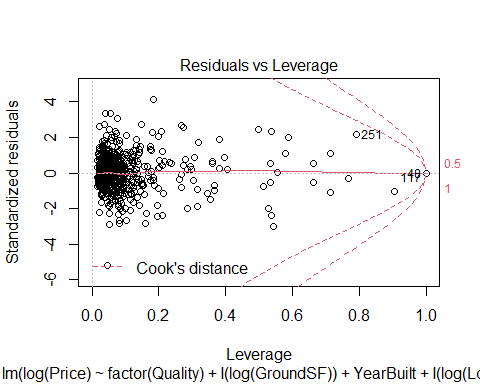 Residuals vs Leverage
Standardized residuals
4
2
0
-2
-4
-6
251
117
0.5
1
Cook's distance
0.0 0.2 0.4 0.6 0.8 1.0
Leverage
lm(log(Price) ~ factor(Quality) + I(log(GroundSF)) + YearBuilt + I(log(Lo